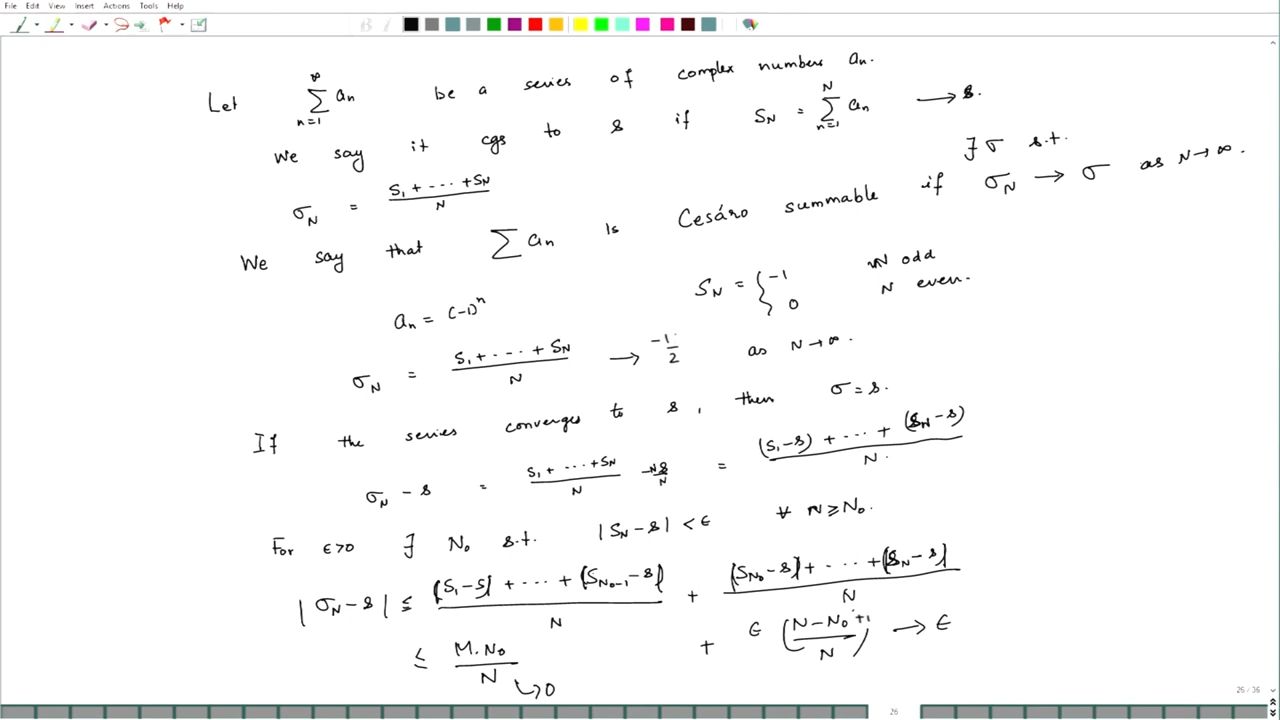 File Edit View Insert Actions Tools Help
Let ∑_{n=1}^{∞} a_n be a series of complex numbers a_n.
We say it cgs to s if S_N = ∑_{n=1}^{N} a_n ⟶ s.
σ_N = (S_1 + ⋯ + S_N)/N
∃ σ s.t.
We say that ∑ a_n is Cesáro summable if σ_N → σ as N→∞.
a_n = (-1)^n S_N = { -1 N odd
0 N even.
σ_N = (S_1 + ⋯ + S_N)/N → -1/2 as N→∞.
If the series converges to s, then σ = s.
σ_N - s = (S_1 + ⋯ + S_N)/N - Ns/N = ((S_1-s) + ⋯ + (S_N-s))/N.
For ε>0 ∃ N_0 s.t. |S_N - s| < ε ∀ N ≥ N_0.
|σ_N - s| ≤ (|S_1-s| + ⋯ + |S_{N_0-1}-s|)/N + (|S_{N_0}-s| + ⋯ + |S_N-s|)/N
≤ M.N_0/N + ε ((N-N_0+1)/N) → ε
↳0
26 / 36
26